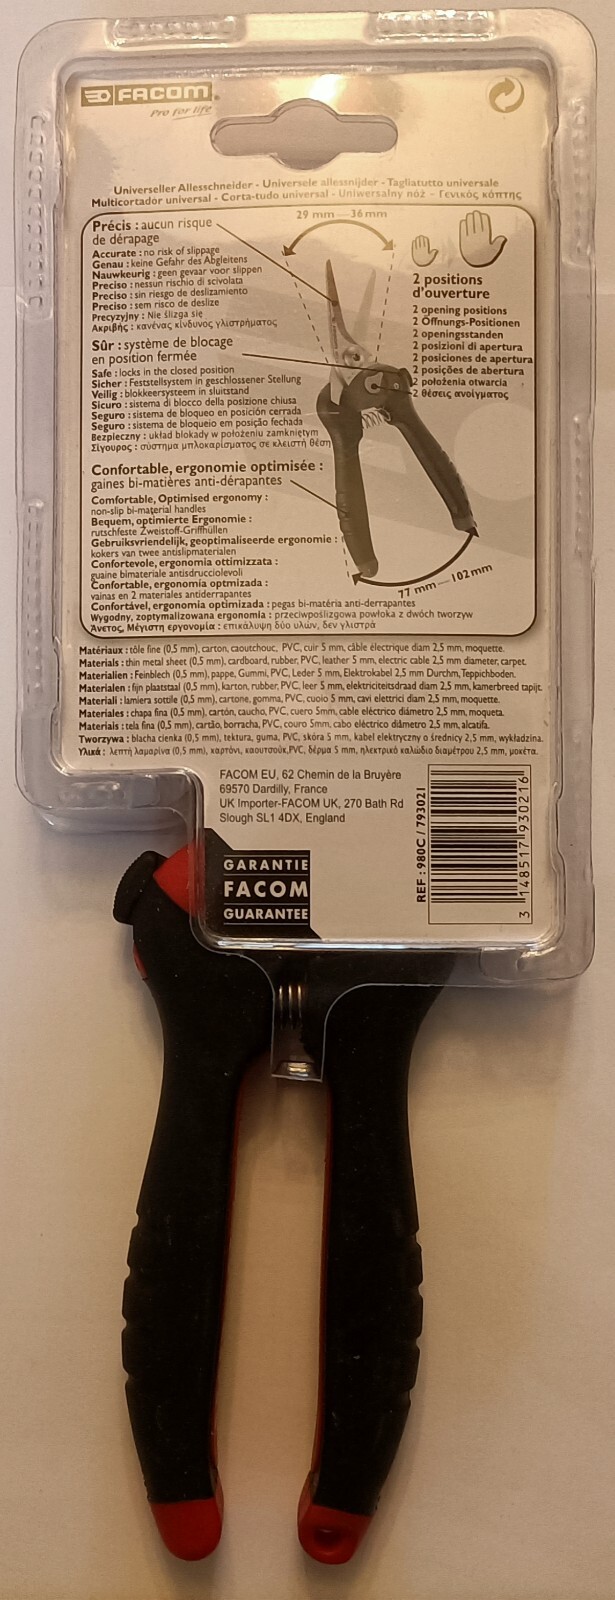 FACOM
Pro for life
Universeller Allesschneider - Universele allessnijder - Tagliatutto universale
Multicortador universal - Corta-tudo universal - Uniwersalny nóż - Γενικός κόπτης
29 mm 36 mm
Précis : aucun risque
de dérapage
Accurate : no risk of slippage
Genau : keine Gefahr des Abgleitens
Nauwkeurig : geen gevaar voor slippen
Preciso : nessun rischio di scivolata
Preciso : sin riesgo de deslizamiento
Preciso : sem risco de deslize
Precyzyjny : Nie ślizga się
Ακριβής : κανένας κίνδυνος γλιστρήματος
2 positions
d'ouverture
2 opening positions
2 Öffnungs-Positionen
2 openingsstanden
2 posizioni di apertura
2 posiciones de apertura
2 posições de abertura
2 położenia otwarcia
2 θέσεις ανοίγματος
Sûr : système de blocage
en position fermée
Safe : locks in the closed position
Sicher : Feststellsystem in geschlossener Stellung
Veilig : blokkeersysteem in sluitstand
Sicuro : sistema di blocco della posizione chiusa
Seguro : sistema de bloqueo en posición cerrada
Seguro : sistema de bloqueio em posição fechada
Bezpieczny : układ blokady w położeniu zamkniętym
Σίγουρος : σύστημα μπλοκαρίσματος σε κλειστή θέση
Confortable, ergonomie optimisée :
gaines bi-matières anti-dérapantes
Comfortable, Optimised ergonomy :
non-slip bi-material handles
Bequem, optimierte Ergonomie :
rutschfeste Zweistoff-Griffhüllen
Gebruiksvriendelijk, geoptimaliseerde ergonomie :
kokers van twee antislipmaterialen
Confortevole, ergonomia ottimizzata :
guaine bimateriale antisdrucciolevoli
Confortable, ergonomia optmizada :
vainas en 2 materiales antiderrapantes
Confortável, ergonomia optimizada : pegas bi-matéria anti-derrapantes
Wygodny, zoptymalizowana ergonomia : przeciwpoślizgowa powłoka z dwóch tworzyw
Άνετος, Μέγιστη εργονομία : επικάλυψη δύο υλών, δεν γλιστρά
77 mm 102 mm
Matériaux : tôle fine (0,5 mm), carton, caoutchouc, PVC, cuir 5 mm, câble électrique diam 2,5 mm, moquette.
Materials : thin metal sheet (0,5 mm), cardboard, rubber, PVC, leather 5 mm, electric cable 2,5 mm diameter, carpet.
Materialien : Feinblech (0,5 mm), pappe, Gummi, PVC, Leder 5 mm, Elektrokabel 2,5 mm Durchm, Teppichboden.
Materialen : fijn plaatstaal (0,5 mm), karton, rubber, PVC, leer 5 mm, elektriciteitsdraad diam 2,5 mm, kamerbreed tapijt.
Materiali : lamiera sottile (0,5 mm), cartone, gomma, PVC, cuoio 5 mm, cavi elettrici diam 2,5 mm, moquette.
Materiales : chapa fina (0,5 mm), cartón, caucho, PVC, cuero 5mm, cable eléctrico diámetro 2,5 mm, moqueta.
Materiais : tela fina (0,5 mm), cartão, borracha, PVC, couro 5mm, cabo eléctrico diâmetro 2,5 mm, alcatifa.
Tworzywa : blacha cienka (0,5 mm), tektura, guma, PVC, skóra 5 mm, kabel elektryczny o średnicy 2,5 mm, wykładzina.
Υλικά : λεπτή λαμαρίνα (0,5 mm), χαρτόνι, καουτσούκ, PVC, δέρμα 5 mm, ηλεκτρικό καλώδιο διαμέτρου 2,5 mm, μοκέτα.
FACOM EU, 62 Chemin de la Bruyère
69570 Dardilly, France
UK Importer-FACOM UK, 270 Bath Rd
Slough SL1 4DX, England
GARANTIE
FACOM
GUARANTEE
REF : 980C / 793021
3 148517 930216